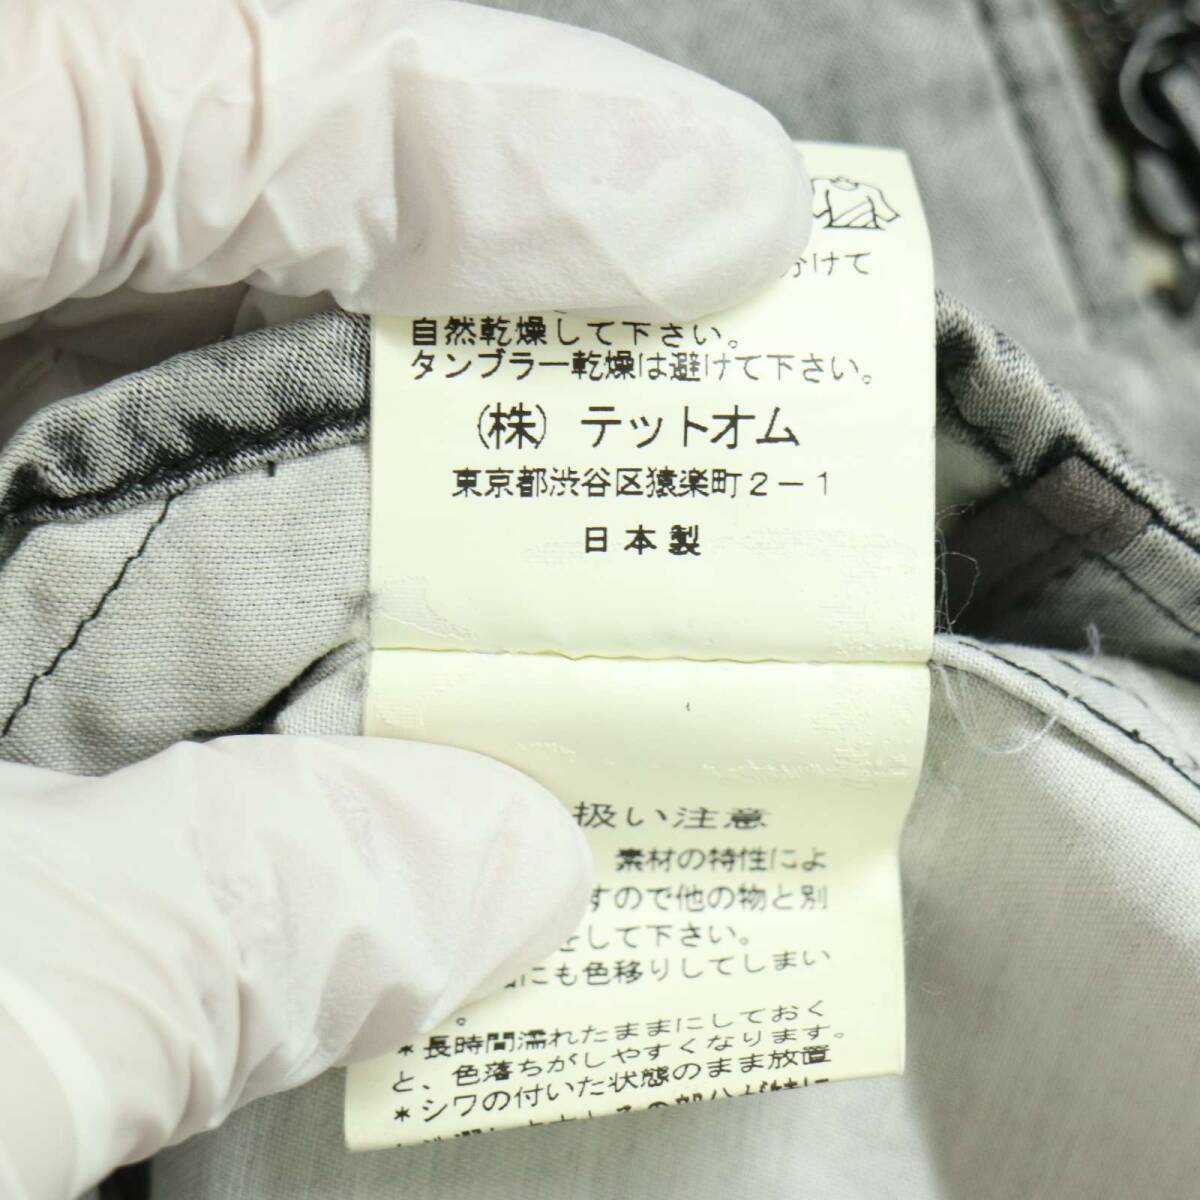 分けて
自然乾燥して下さい。
タンブラー乾燥は避けて下さい。
(株) テットオム
東京都渋谷区猿楽町2-1
日本製
扱い注意
素材の特性によ
すので他の物と別
をして下さい。
にも色移りしてしまい
。
*長時間濡れたままにしておく
と、色落ちがしやすくなります。
*シワの付いた状態のまま放置